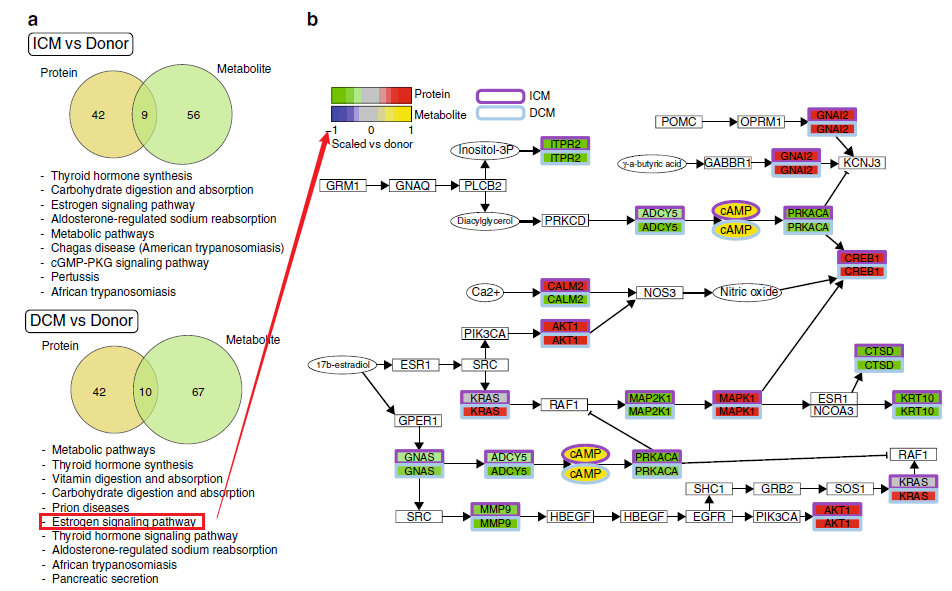 a
ICM vs Donor
Protein
Metabolite
42
9
56
- Thyroid hormone synthesis
- Carbohydrate digestion and absorption
- Estrogen signaling pathway
- Aldosterone-regulated sodium reabsorption
- Metabolic pathways
- Chagas disease (American trypanosomiasis)
- cGMP-PKG signaling pathway
- Pertussis
- African trypanosomiasis
DCM vs Donor
Protein
Metabolite
42
10
67
- Metabolic pathways
- Thyroid hormone synthesis
- Vitamin digestion and absorption
- Carbohydrate digestion and absorption
- Prion diseases
- Estrogen signaling pathway
- Thyroid hormone signaling pathway
- Aldosterone-regulated sodium reabsorption
- African trypanosomiasis
- Pancreatic secretion
b
Protein
Metabolite
-1 0 1
Scaled vs donor
ICM
DCM
POMC OPRM1 GNAI2
GNAI2
γ-a-butyric acid GABBR1 GNAI2 KCNJ3
GNAI2
Inositol-3P ITPR2
ITPR2
GRM1 GNAQ PLCB2
Diacylglycerol PRKCD ADCY5 cAMP PRKACA
ADCY5 cAMP PRKACA
CREB1
CREB1
Ca2+ CALM2 NOS3 Nitric oxide
CALM2
PIK3CA AKT1
AKT1
17b-estradiol ESR1 SRC
CTSD
CTSD
KRAS RAF1 MAP2K1 MAPK1 ESR1 KRT10
KRAS MAP2K1 MAPK1 NCOA3 KRT10
GPER1
GNAS ADCY5 cAMP PRKACA RAF1
GNAS ADCY5 cAMP PRKACA
SHC1 GRB2 SOS1 KRAS
KRAS
SRC MMP9 HBEGF HBEGF EGFR PIK3CA AKT1
MMP9 AKT1